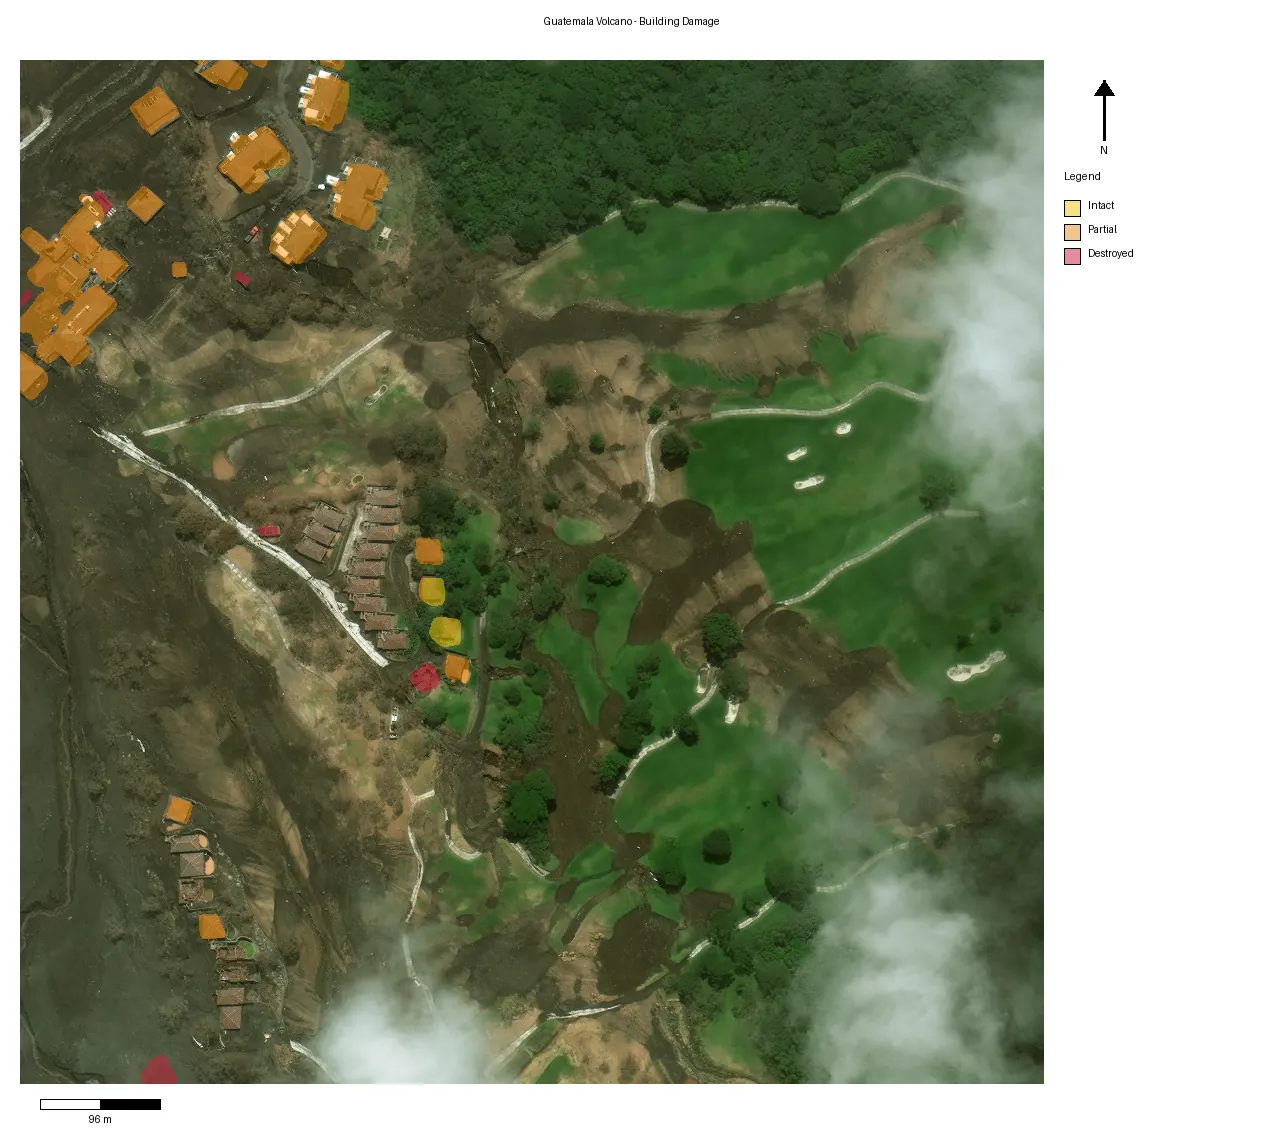 Guatemala Volcano - Building Damage
N
Legend
Intact
Partial
Destroyed
96 m